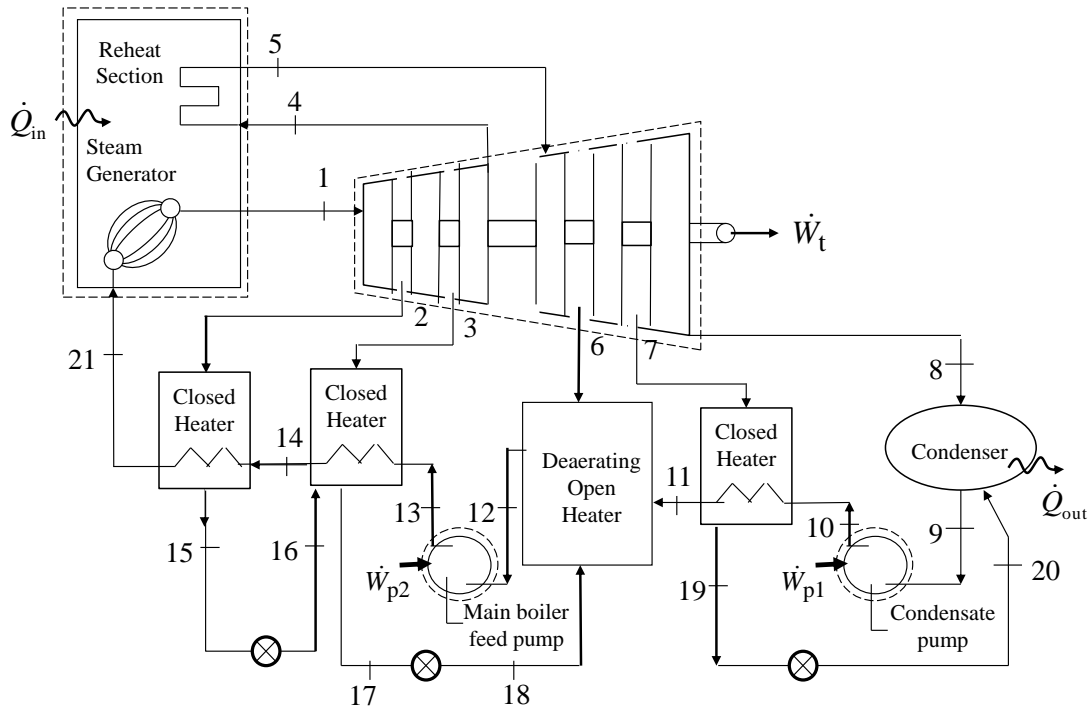 5
Reheat
Section
4
Q̇in
Steam
Generator
1
Ẇt
2
3
6
7
21
8
Closed
Heater
Closed
Heater
14
Closed
Heater
Condenser
Deaerating
Open
Heater
11
13
12
10
9
Q̇out
15
16
Ẇp2
19
Ẇp1
20
Main boiler
feed pump
Condensate
pump
17
18